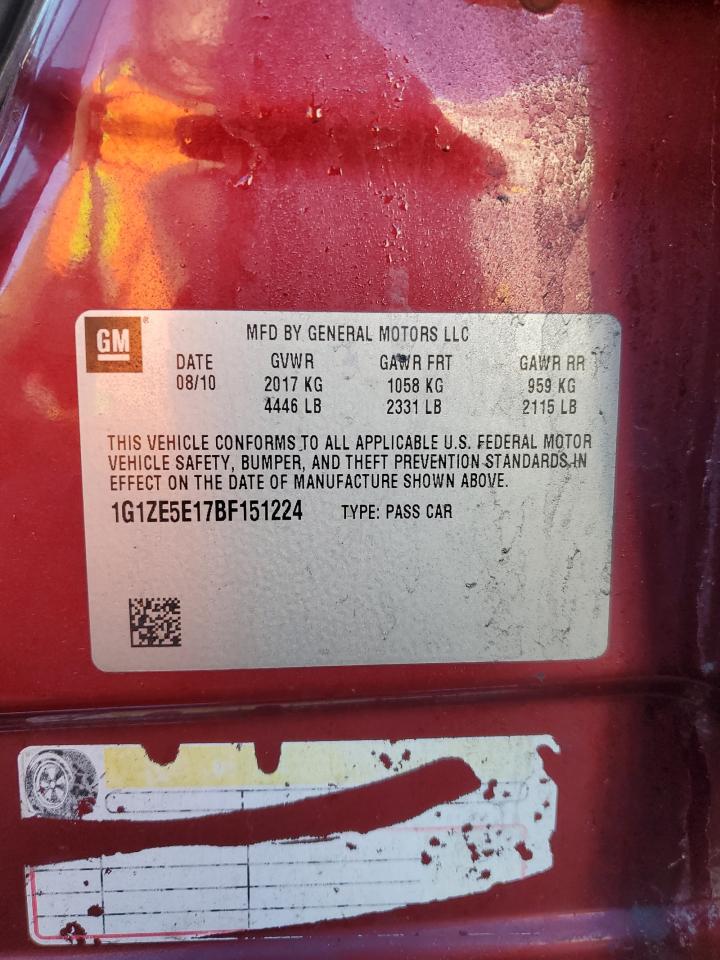 GM
MFD BY GENERAL MOTORS LLC
DATE GVWR GAWR FRT GAWR RR
08/10 2017 KG 1058 KG 959 KG
4446 LB 2331 LB 2115 LB
THIS VEHICLE CONFORMS TO ALL APPLICABLE U.S. FEDERAL MOTOR
VEHICLE SAFETY, BUMPER, AND THEFT PREVENTION STANDARDS IN
EFFECT ON THE DATE OF MANUFACTURE SHOWN ABOVE.
1G1ZE5E17BF151224 TYPE: PASS CAR